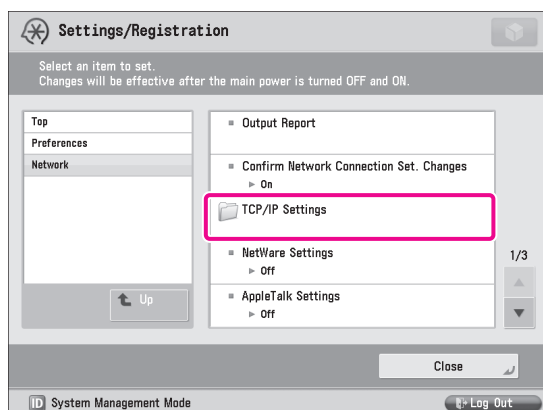 Settings/Registration
Select an item to set.
Changes will be effective after the main power is turned OFF and ON.
Top
Preferences
Network
Up
Output Report
Confirm Network Connection Set. Changes
▶ On
TCP/IP Settings
NetWare Settings
▶ Off
AppleTalk Settings
▶ Off
1/3
Close
ID System Management Mode
Log Out